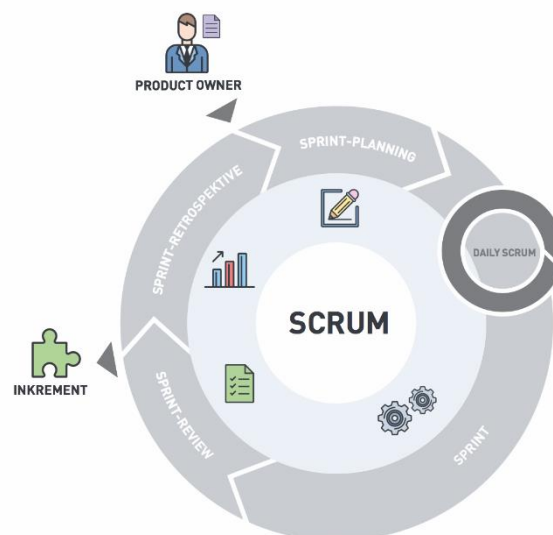 PRODUCT OWNER
SPRINT-PLANNING
SPRINT-RETROSPEKTIVE
DAILY SCRUM
SCRUM
INKREMENT
SPRINT-REVIEW
SPRINT